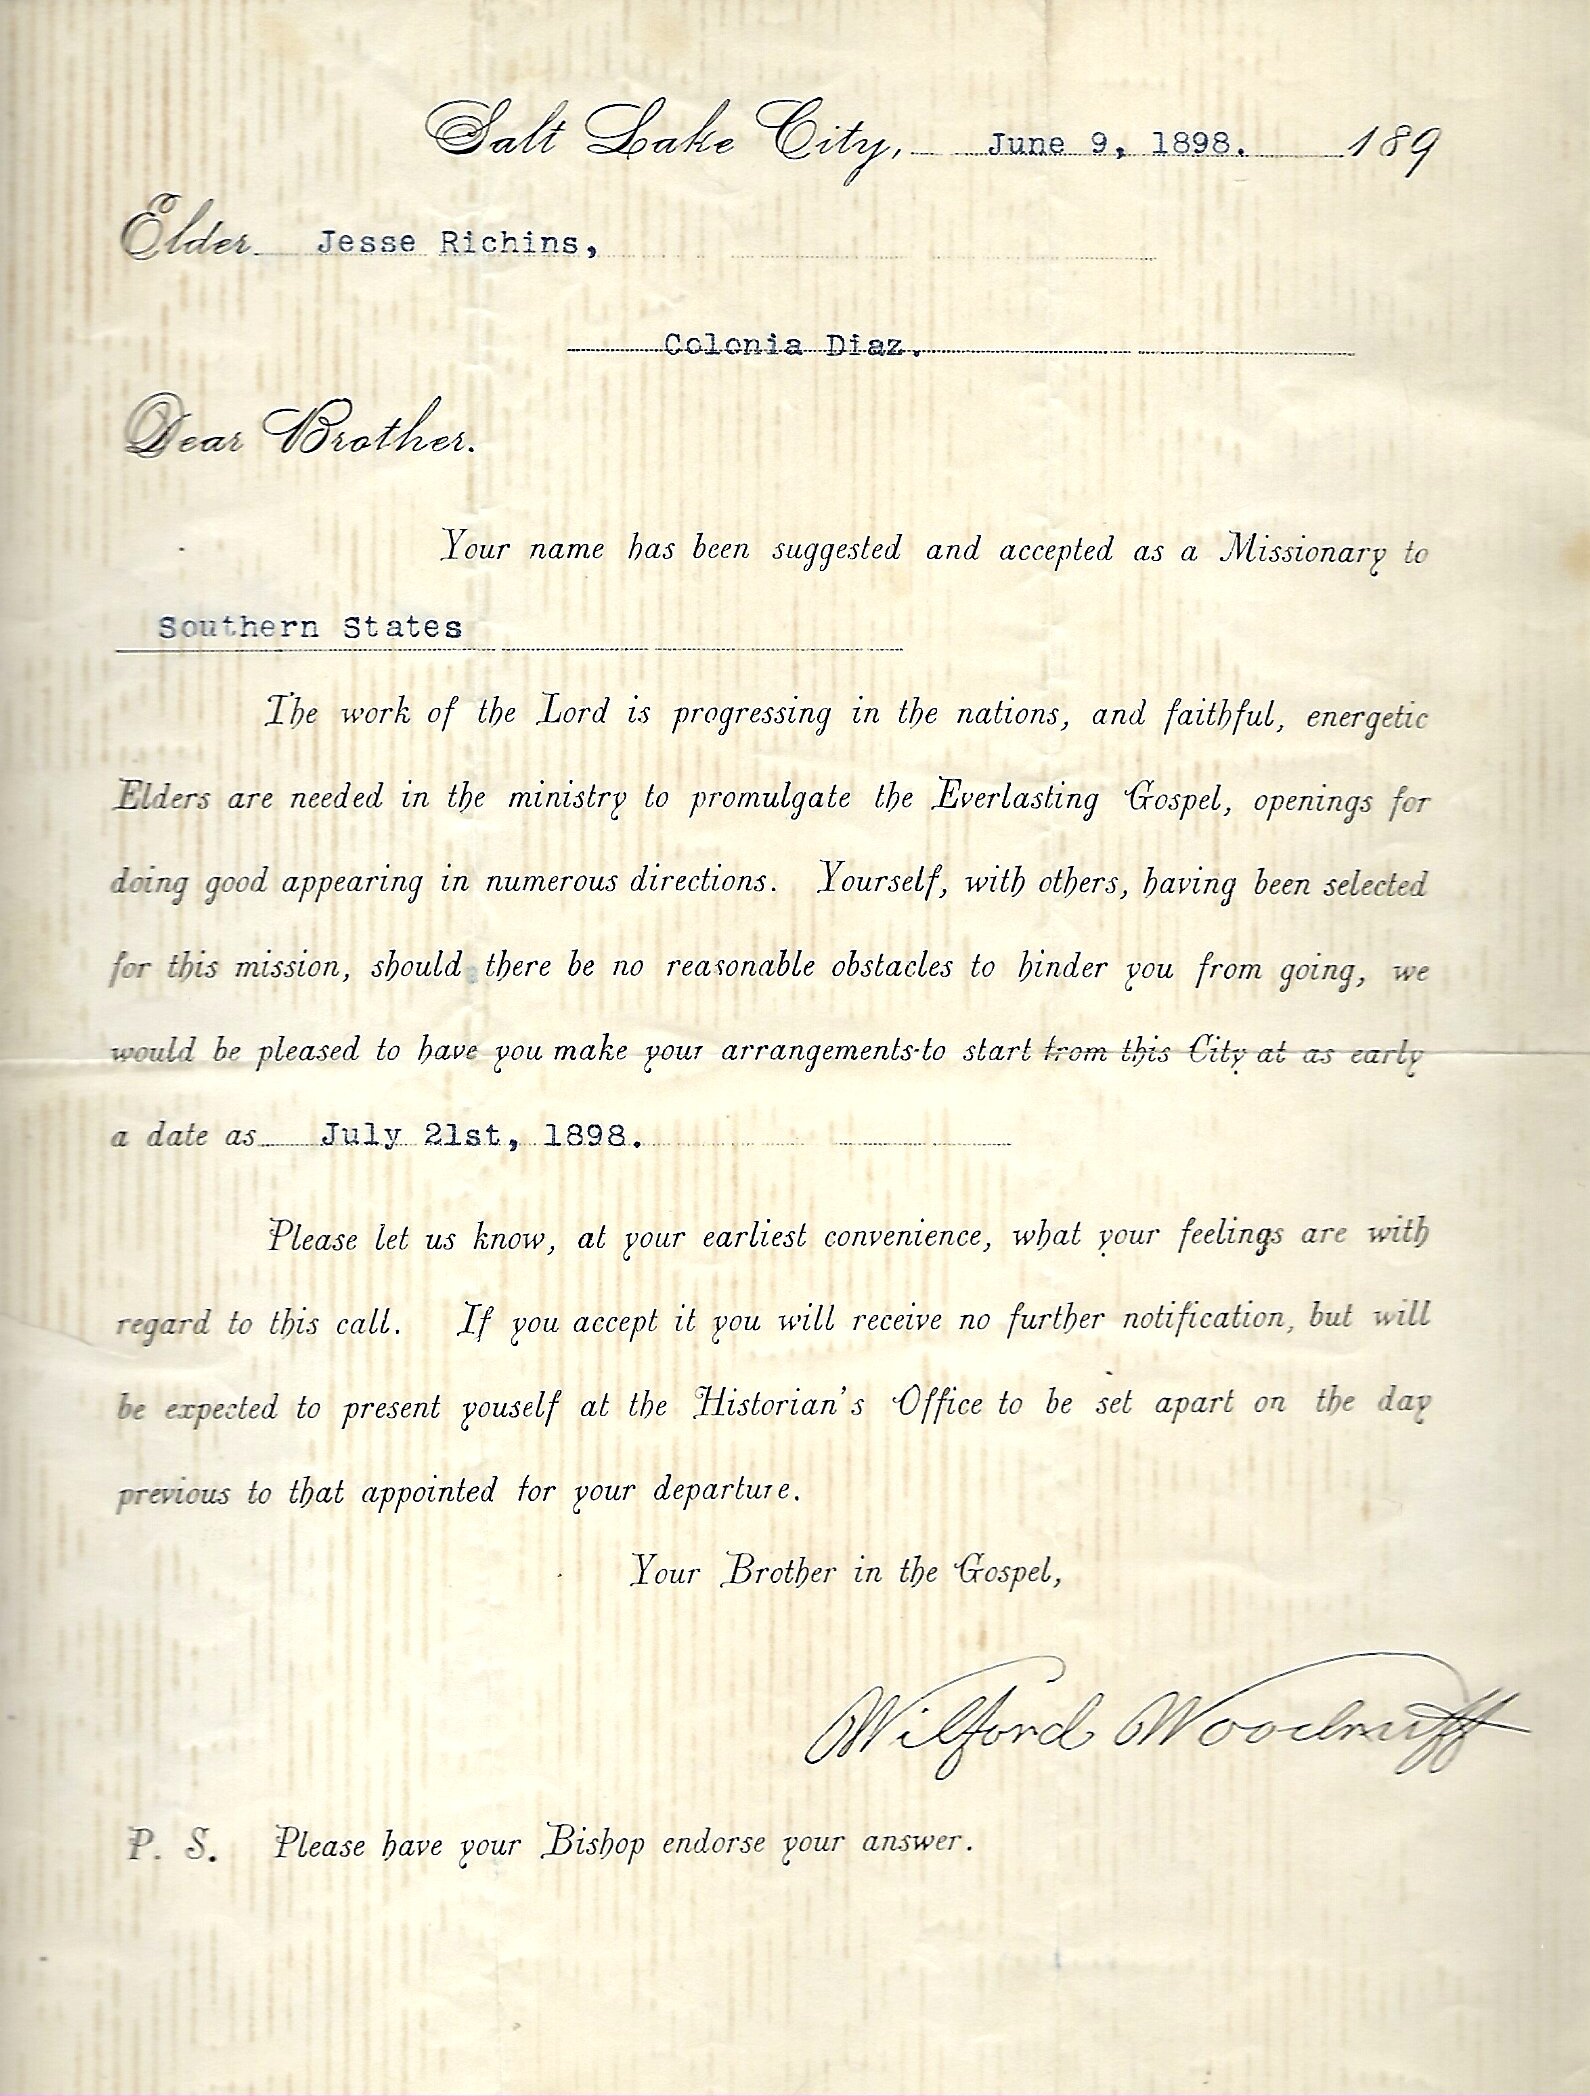 Salt Lake City, June 9, 1898. 189
Elder Jesse Richins,
Colonia Diaz.
Dear Brother.
Your name has been suggested and accepted as a Missionary to
Southern States
The work of the Lord is progressing in the nations, and faithful, energetic
Elders are needed in the ministry to promulgate the Everlasting Gospel, openings for
doing good appearing in numerous directions. Yourself, with others, having been selected
for this mission, should there be no reasonable obstacles to hinder you from going, we
would be pleased to have you make your arrangements to start from this City at as early
a date as July 21st, 1898.
Please let us know, at your earliest convenience, what your feelings are with
regard to this call. If you accept it you will receive no further notification, but will
be expected to present youself at the Historian's Office to be set apart on the day
previous to that appointed for your departure.
Your Brother in the Gospel,
Wilford Woodruff
P. S. Please have your Bishop endorse your answer.